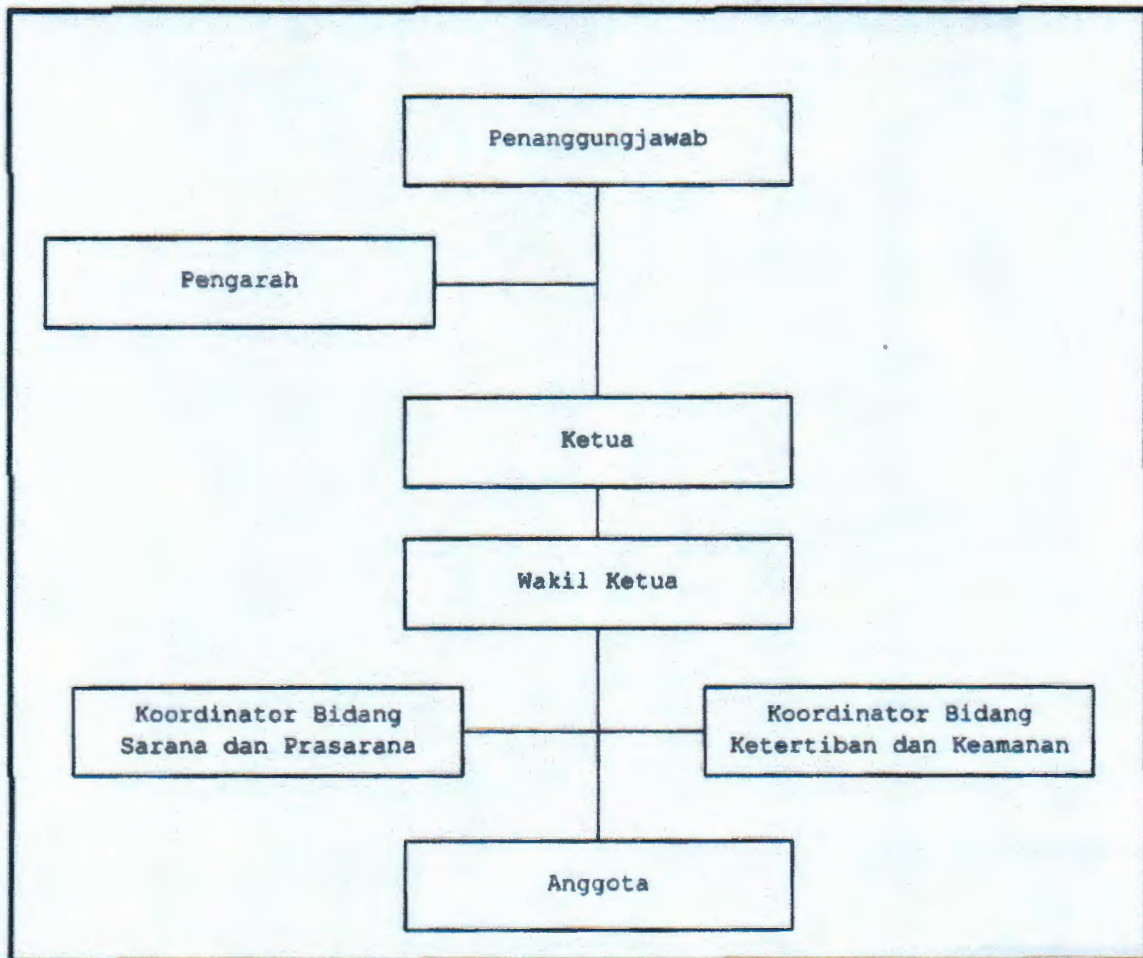 Penanggungjawab
Pengarah
Ketua
Wakil Ketua
Koordinator Bidang
Sarana dan Prasarana
Koordinator Bidang
Ketertiban dan Keamanan
Anggota